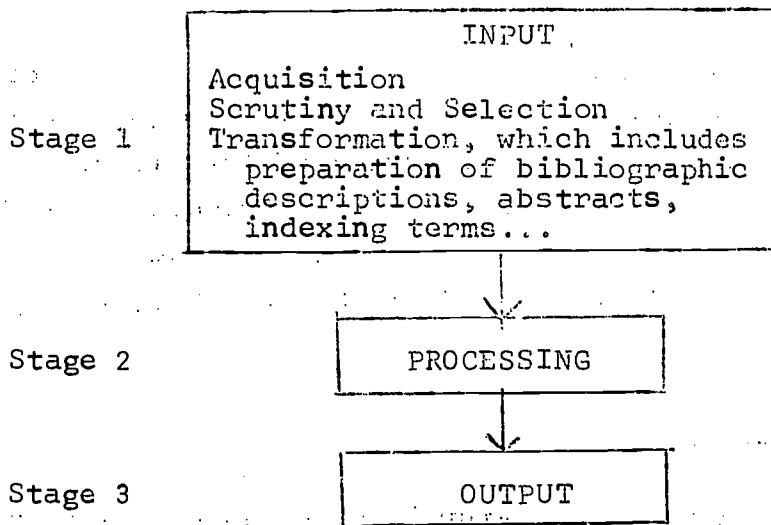 INPUT
Acquisition
Scrutiny and Selection
Stage 1 Transformation, which includes
preparation of bibliographic
descriptions, abstracts,
indexing terms...
Stage 2 PROCESSING
Stage 3 OUTPUT